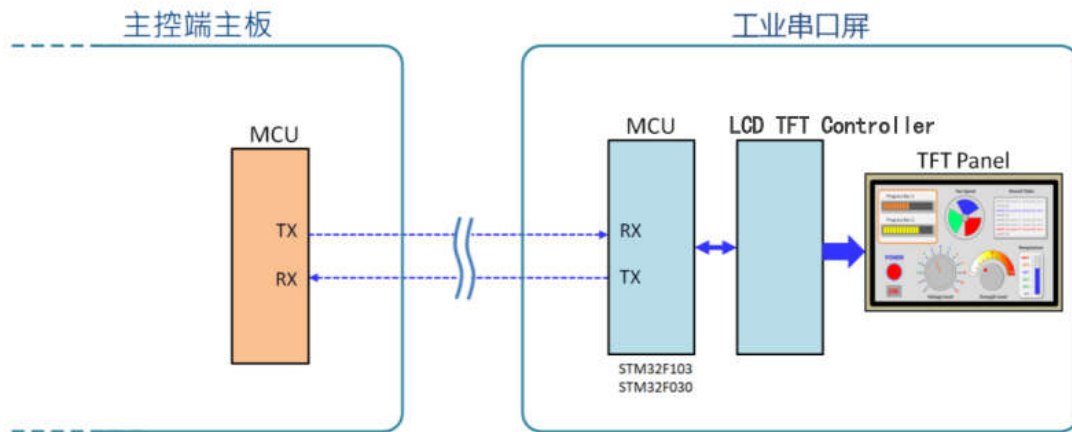 主控端主板
工业串口屏
MCU
MCU
LCD TFT Controller
TFT Panel
TX
RX
RX
TX
STM32F103
STM32F030
POWER